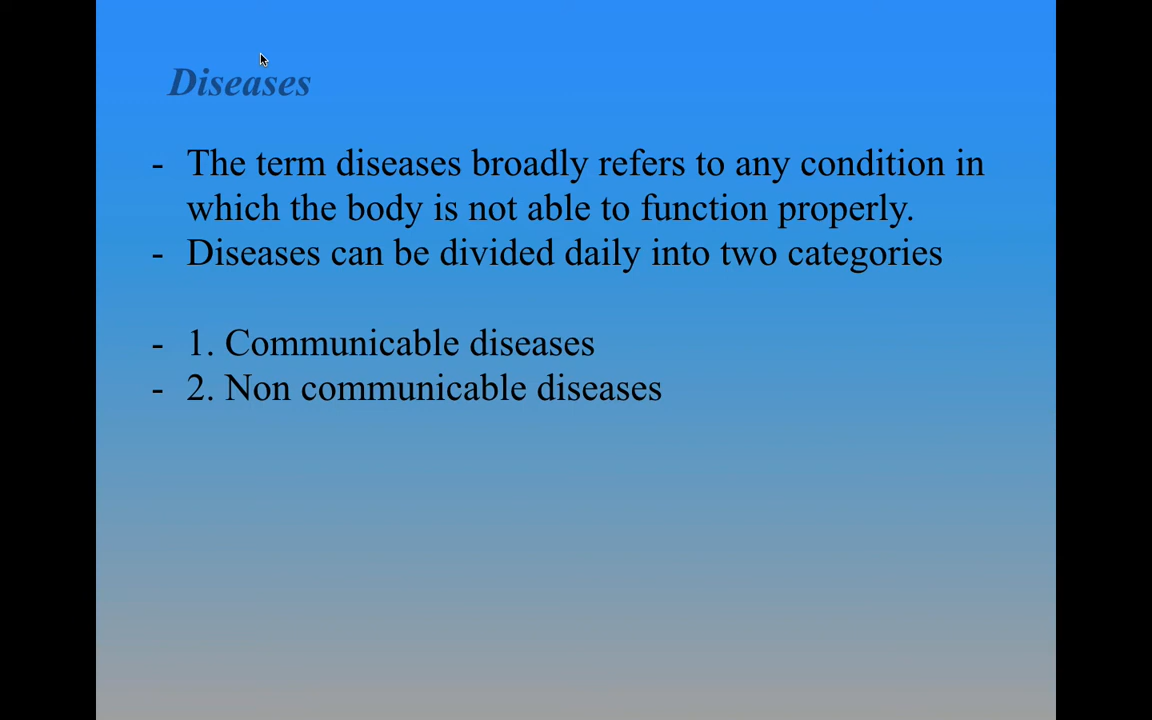 Diseases
- The term diseases broadly refers to any condition in
which the body is not able to function properly.
- Diseases can be divided daily into two categories
- 1. Communicable diseases
- 2. Non communicable diseases